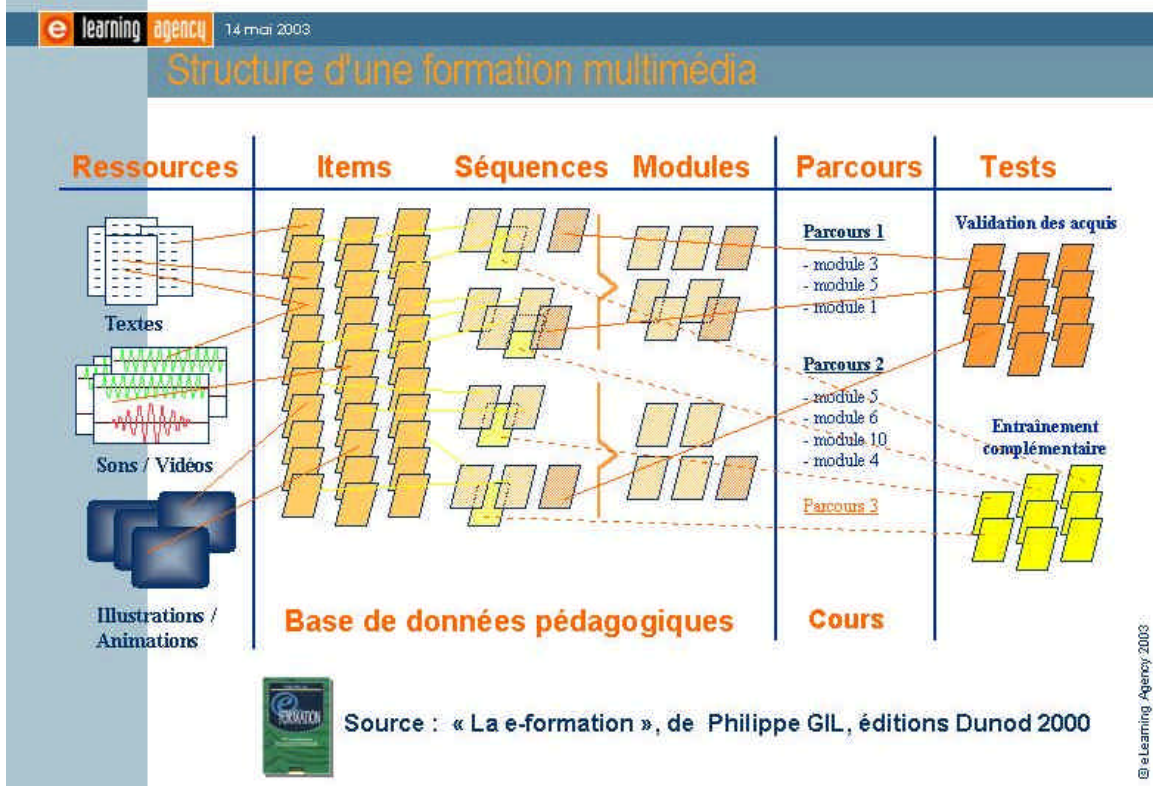 e learning agency 14 mai 2003
Structure d'une formation multimédia
Ressources Items Séquences Modules Parcours Tests
Textes
Sons / Vidéos
Illustrations /
Animations
Base de données pédagogiques
Parcours 1
- module 3
- module 5
- module 1
Parcours 2
- module 5
- module 6
- module 10
- module 4
Parcours 3
Cours
Validation des acquis
Entraînement
complémentaire
e
FORMATION
Source : « La e-formation », de Philippe GIL, éditions Dunod 2000
© eLearning Agency 2003